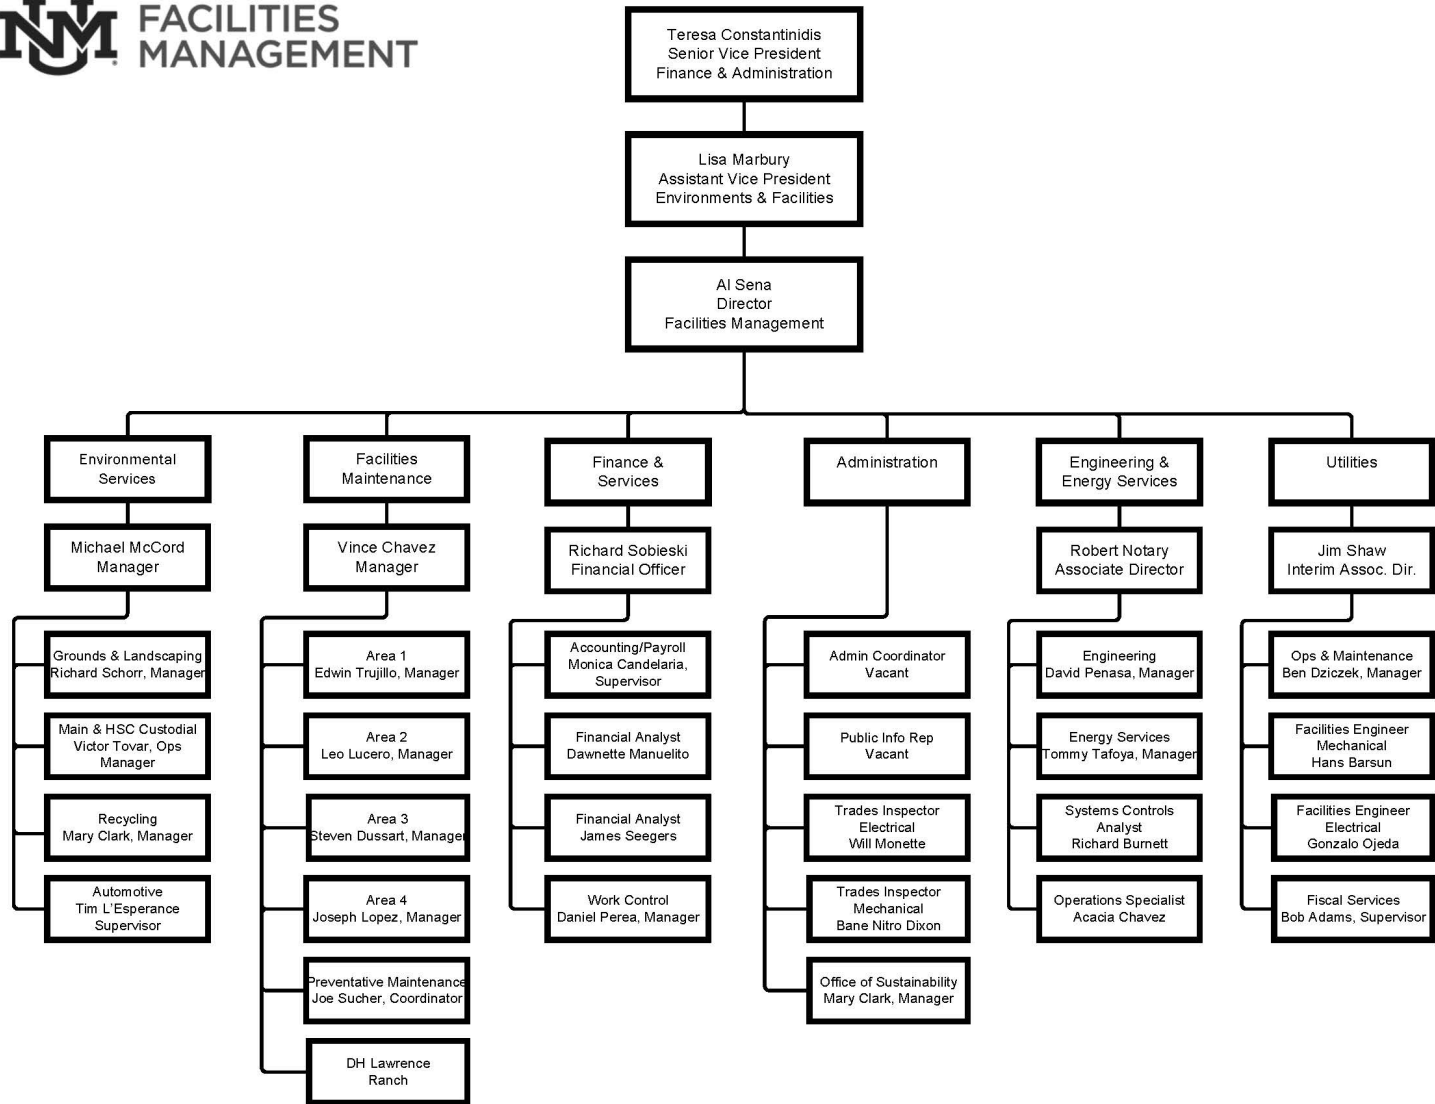 UNM
FACILITIES
MANAGEMENT
Teresa Constantinidis
Senior Vice President
Finance & Administration
Lisa Marbury
Assistant Vice President
Environments & Facilities
Al Sena
Director
Facilities Management
Environmental
Services
Michael McCord
Manager
Grounds & Landscaping
Richard Schorr, Manager
Main & HSC Custodial
Victor Tovar, Ops
Manager
Recycling
Mary Clark, Manager
Automotive
Tim L'Esperance
Supervisor
Facilities
Maintenance
Vince Chavez
Manager
Area 1
Edwin Trujillo, Manager
Area 2
Leo Lucero, Manager
Area 3
Steven Dussart, Manager
Area 4
Joseph Lopez, Manager
Preventative Maintenance
Joe Sucher, Coordinator
DH Lawrence
Ranch
Finance &
Services
Richard Sobieski
Financial Officer
Accounting/Payroll
Monica Candelaria,
Supervisor
Financial Analyst
Dawnette Manuelito
Financial Analyst
James Seegers
Work Control
Daniel Perea, Manager
Administration
Admin Coordinator
Vacant
Public Info Rep
Vacant
Trades Inspector
Electrical
Will Monette
Trades Inspector
Mechanical
Bane Nitro Dixon
Office of Sustainability
Mary Clark, Manager
Engineering &
Energy Services
Robert Notary
Associate Director
Engineering
David Penasa, Manager
Energy Services
Tommy Tafoya, Manager
Systems Controls
Analyst
Richard Burnett
Operations Specialist
Acacia Chavez
Utilities
Jim Shaw
Interim Assoc. Dir.
Ops & Maintenance
Ben Dziczek, Manager
Facilities Engineer
Mechanical
Hans Barsun
Facilities Engineer
Electrical
Gonzalo Ojeda
Fiscal Services
Bob Adams, Supervisor